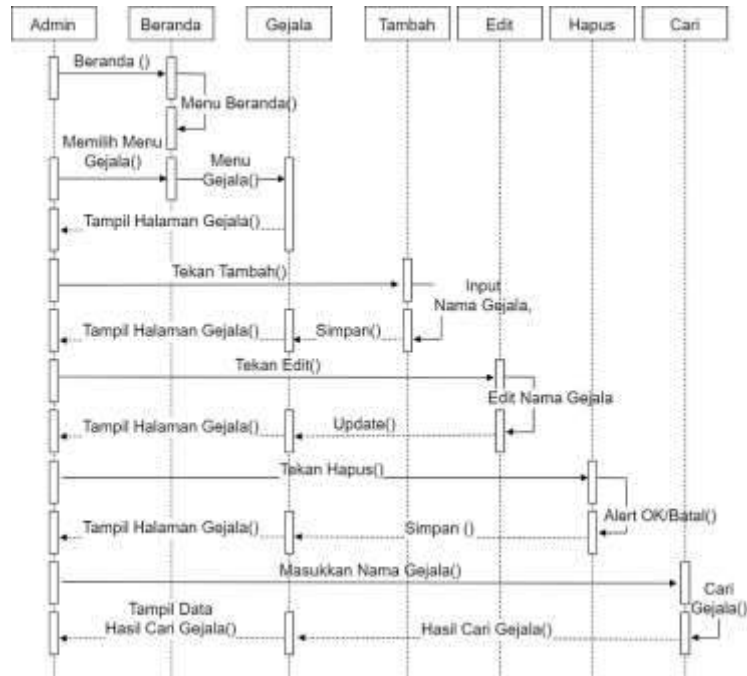 Admin
Beranda
Gejala
Tambah
Edit
Hapus
Cari
Beranda ()
Menu Beranda()
Memilih Menu
Gejala()
Menu
Gejala()
Tampil Halaman Gejala()
Tekan Tambah()
Input
Nama Gejala,
Tampil Halaman Gejala()
Simpan()
Tekan Edit()
Edit Nama Gejala
Tampil Halaman Gejala()
Update()
Tekan Hapus()
Alert OK/Batal()
Tampil Halaman Gejala()
Simpan ()
Masukkan Nama Gejala()
Cari
Gejala()
Tampil Data
Hasil Cari Gejala()
Hasil Cari Gejala()